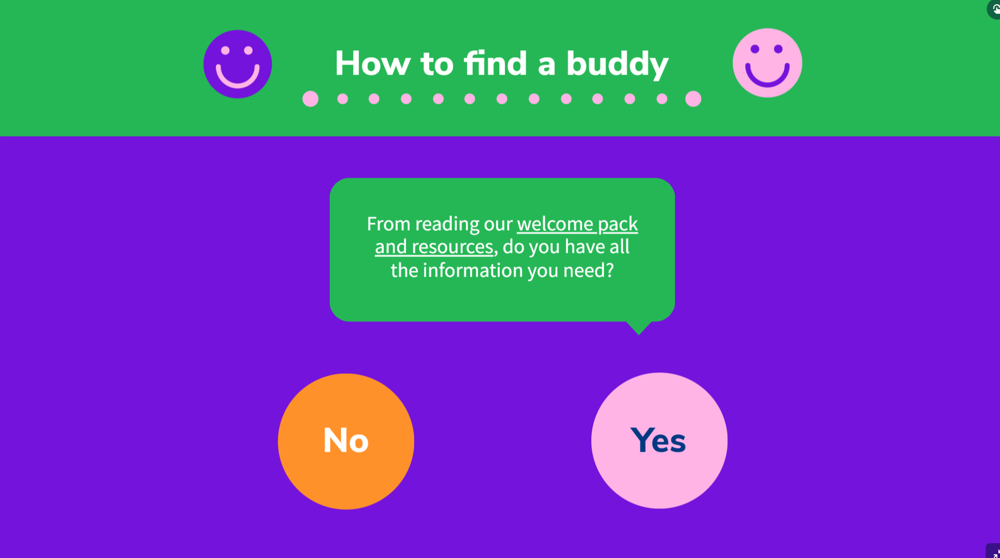 How to find a buddy
From reading our welcome pack
and resources, do you have all
the information you need?
No
Yes